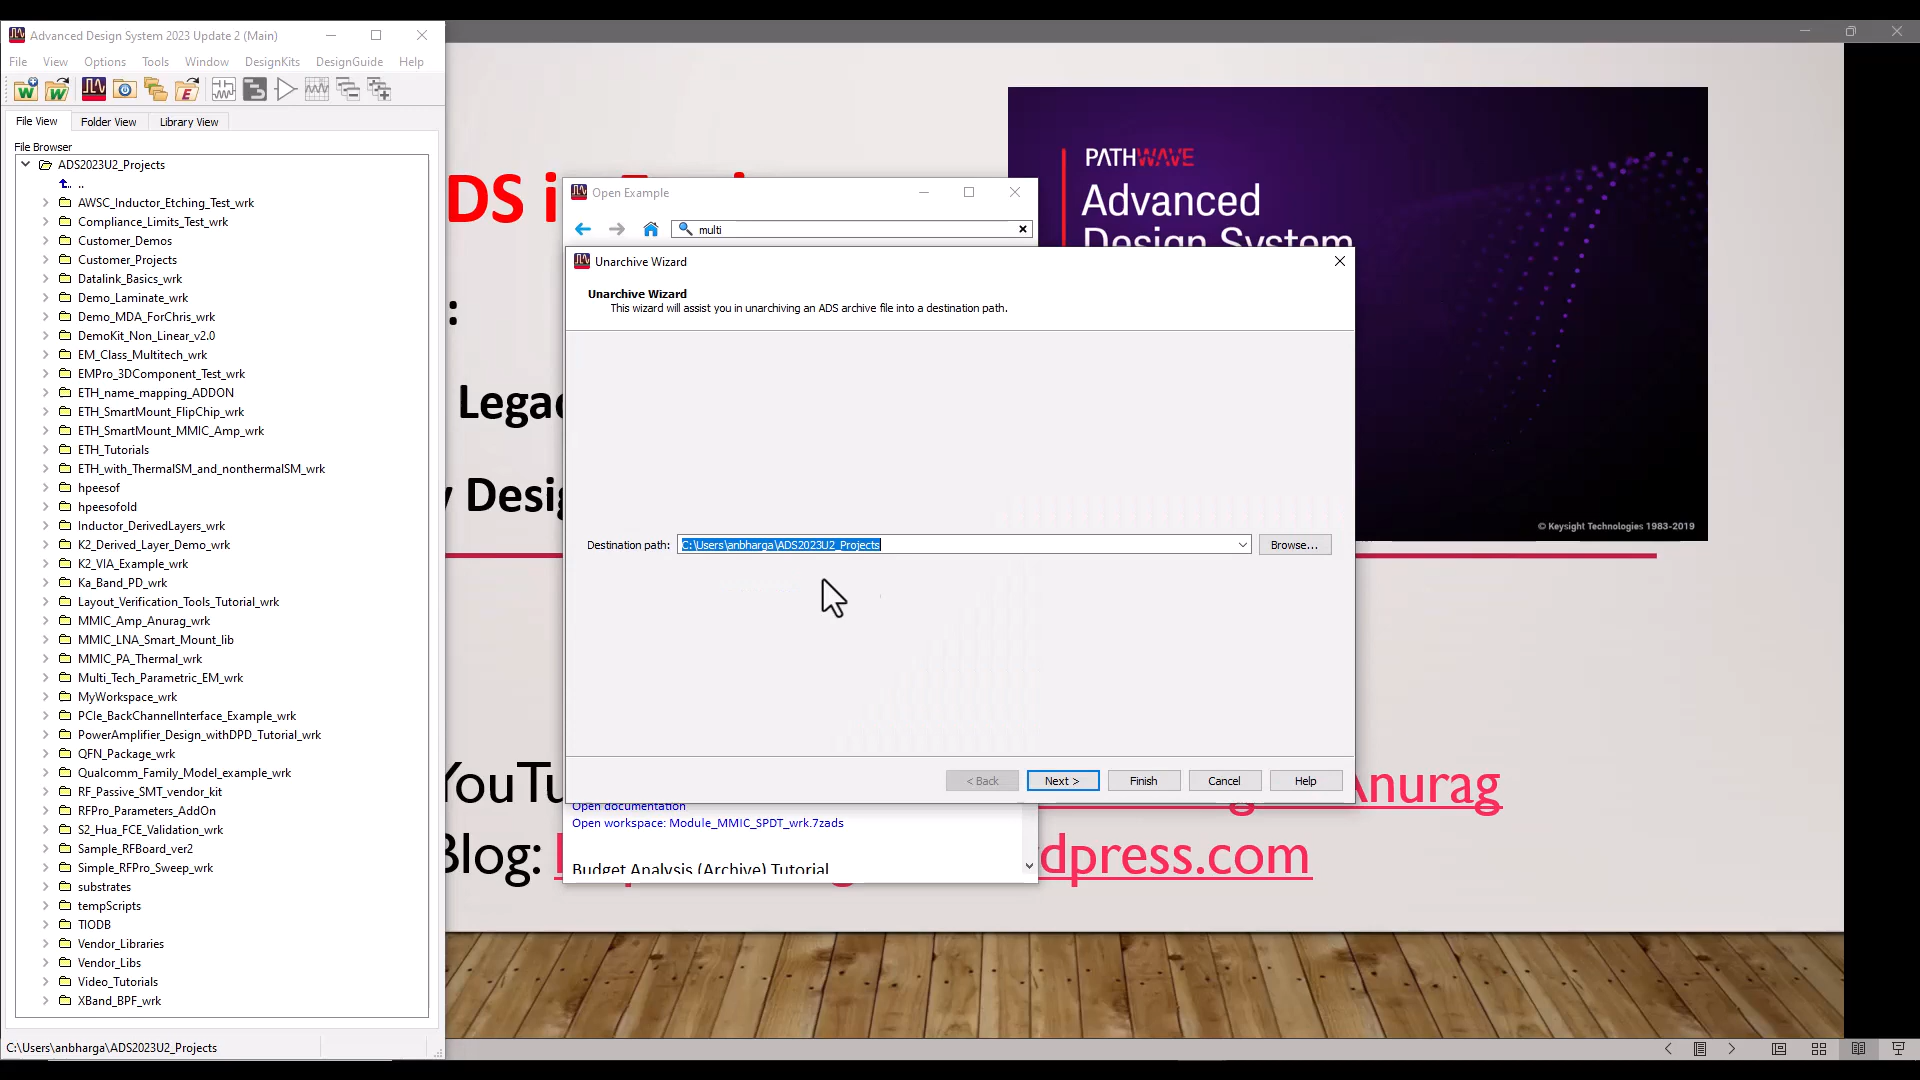 Advanced Design System 2023 Update 2 (Main)
File View Options Tools Window DesignKits DesignGuide Help
File View Folder View Library View
File Browser
ADS2023U2_Projects
..
AWSC_Inductor_Etching_Test_wrk
Compliance_Limits_Test_wrk
Customer_Demos
Customer_Projects
Datalink_Basics_wrk
Demo_Laminate_wrk
Demo_MDA_ForChris_wrk
DemoKit_Non_Linear_v2.0
EM_Class_Multitech_wrk
EMPro_3DComponent_Test_wrk
ETH_name_mapping_ADDON
ETH_SmartMount_FlipChip_wrk
ETH_SmartMount_MMIC_Amp_wrk
ETH_Tutorials
ETH_with_ThermalSM_and_nonthermalSM_wrk
hpeesof
hpeesofold
Inductor_DerivedLayers_wrk
K2_Derived_Layer_Demo_wrk
K2_VIA_Example_wrk
Ka_Band_PD_wrk
Layout_Verification_Tools_Tutorial_wrk
MMIC_Amp_Anurag_wrk
MMIC_LNA_Smart_Mount_lib
MMIC_PA_Thermal_wrk
Multi_Tech_Parametric_EM_wrk
MyWorkspace_wrk
PCIe_BackChannelInterface_Example_wrk
PowerAmplifier_Design_withDPD_Tutorial_wrk
QFN_Package_wrk
Qualcomm_Family_Model_example_wrk
RF_Passive_SMT_vendor_kit
RFPro_Parameters_AddOn
S2_Hua_FCE_Validation_wrk
Sample_RFBoard_ver2
Simple_RFPro_Sweep_wrk
substrates
tempScripts
TIODB
Vendor_Libraries
Vendor_Libs
Video_Tutorials
XBand_BPF_wrk
C:\Users\anbharga\ADS2023U2_Projects
Open Example
multi
Unarchive Wizard
Unarchive Wizard
This wizard will assist you in unarchiving an ADS archive file into a destination path.
Destination path: C:\Users\anbharga\ADS2023U2_Projects Browse...
< Back Next > Finish Cancel Help
Open documentation
Open workspace: Module_MMIC_SPDT_wrk.7zads
Budget Analysis (Archive) Tutorial
PATHWAVE
Advanced
Design System
© Keysight Technologies 1983-2019
:
Blog:
Anurag
dpress.com